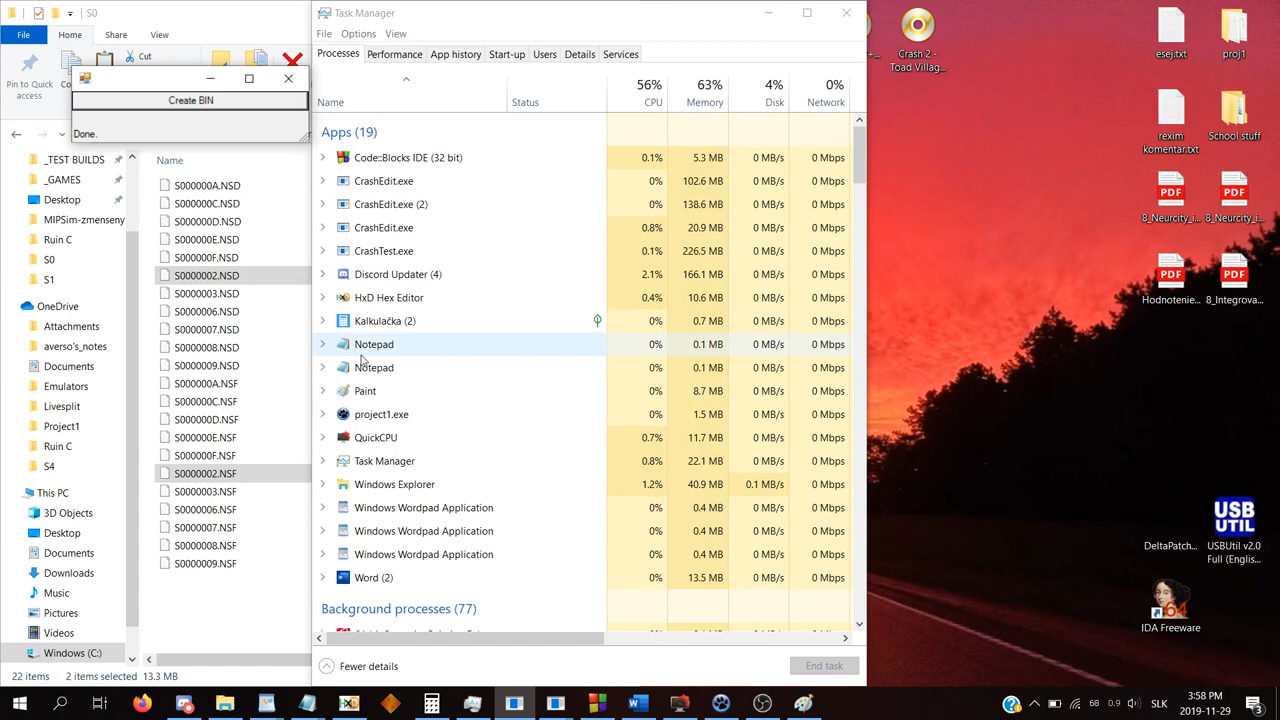 S0
File
Home
Share
View
Pin to Quick
access
Cut
Create BIN
Done.
Name
_TEST BUILDS
_GAMES
Desktop
MIPSim-zmenseny
Ruin C
S0
S1
OneDrive
Attachments
averso's_notes
Documents
Emulators
Livesplit
Project1
Ruin C
S4
This PC
3D Objects
Desktop
Documents
Downloads
Music
Pictures
Videos
Windows (C:)
S000000A.NSD
S000000C.NSD
S000000D.NSD
S000000E.NSD
S000000F.NSD
S0000002.NSD
S0000003.NSD
S0000006.NSD
S0000007.NSD
S0000008.NSD
S0000009.NSD
S000000A.NSF
S000000C.NSF
S000000D.NSF
S000000E.NSF
S000000F.NSF
S0000002.NSF
S0000003.NSF
S0000006.NSF
S0000007.NSF
S0000008.NSF
S0000009.NSF
22 items 2 items selected 13.3 MB
Task Manager
File Options View
Processes Performance App history Start-up Users Details Services
56% 63% 4% 0%
Name Status CPU Memory Disk Network
Apps (19)
Code::Blocks IDE (32 bit) 0.1% 5.3 MB 0 MB/s 0 Mbps
CrashEdit.exe 0% 102.6 MB 0 MB/s 0 Mbps
CrashEdit.exe (2) 0% 138.6 MB 0 MB/s 0 Mbps
CrashEdit.exe 0.8% 20.9 MB 0 MB/s 0 Mbps
CrashTest.exe 0.1% 226.5 MB 0 MB/s 0 Mbps
Discord Updater (4) 2.1% 166.1 MB 0 MB/s 0 Mbps
HxD Hex Editor 0.4% 10.6 MB 0 MB/s 0 Mbps
Kalkulačka (2) 0% 0.7 MB 0 MB/s 0 Mbps
Notepad 0% 0.1 MB 0 MB/s 0 Mbps
Notepad 0% 0.1 MB 0 MB/s 0 Mbps
Paint 0% 8.7 MB 0 MB/s 0 Mbps
project1.exe 0% 1.5 MB 0 MB/s 0 Mbps
QuickCPU 0.7% 11.7 MB 0 MB/s 0 Mbps
Task Manager 0.8% 22.1 MB 0 MB/s 0 Mbps
Windows Explorer 1.2% 40.9 MB 0.1 MB/s 0 Mbps
Windows Wordpad Application 0% 0.4 MB 0 MB/s 0 Mbps
Windows Wordpad Application 0% 0.4 MB 0 MB/s 0 Mbps
Windows Wordpad Application 0% 0.4 MB 0 MB/s 0 Mbps
Word (2) 0% 13.5 MB 0 MB/s 0 Mbps
Background processes (77)
Fewer details
End task
Crash 2 -
Toad Villag...
esej.txt
proj1
rexim
komentar.txt
School stuff
PDF
8_Neurcity_i...
PDF
8_Neurcity_i...
PDF
Hodnotenie...
PDF
8_Integrova...
DeltaPatch...
USB
UTIL
USBUtil v2.0
Full (Englis...
64
IDA Freeware
68 0.9 SLK
3:58 PM
2019-11-29
3